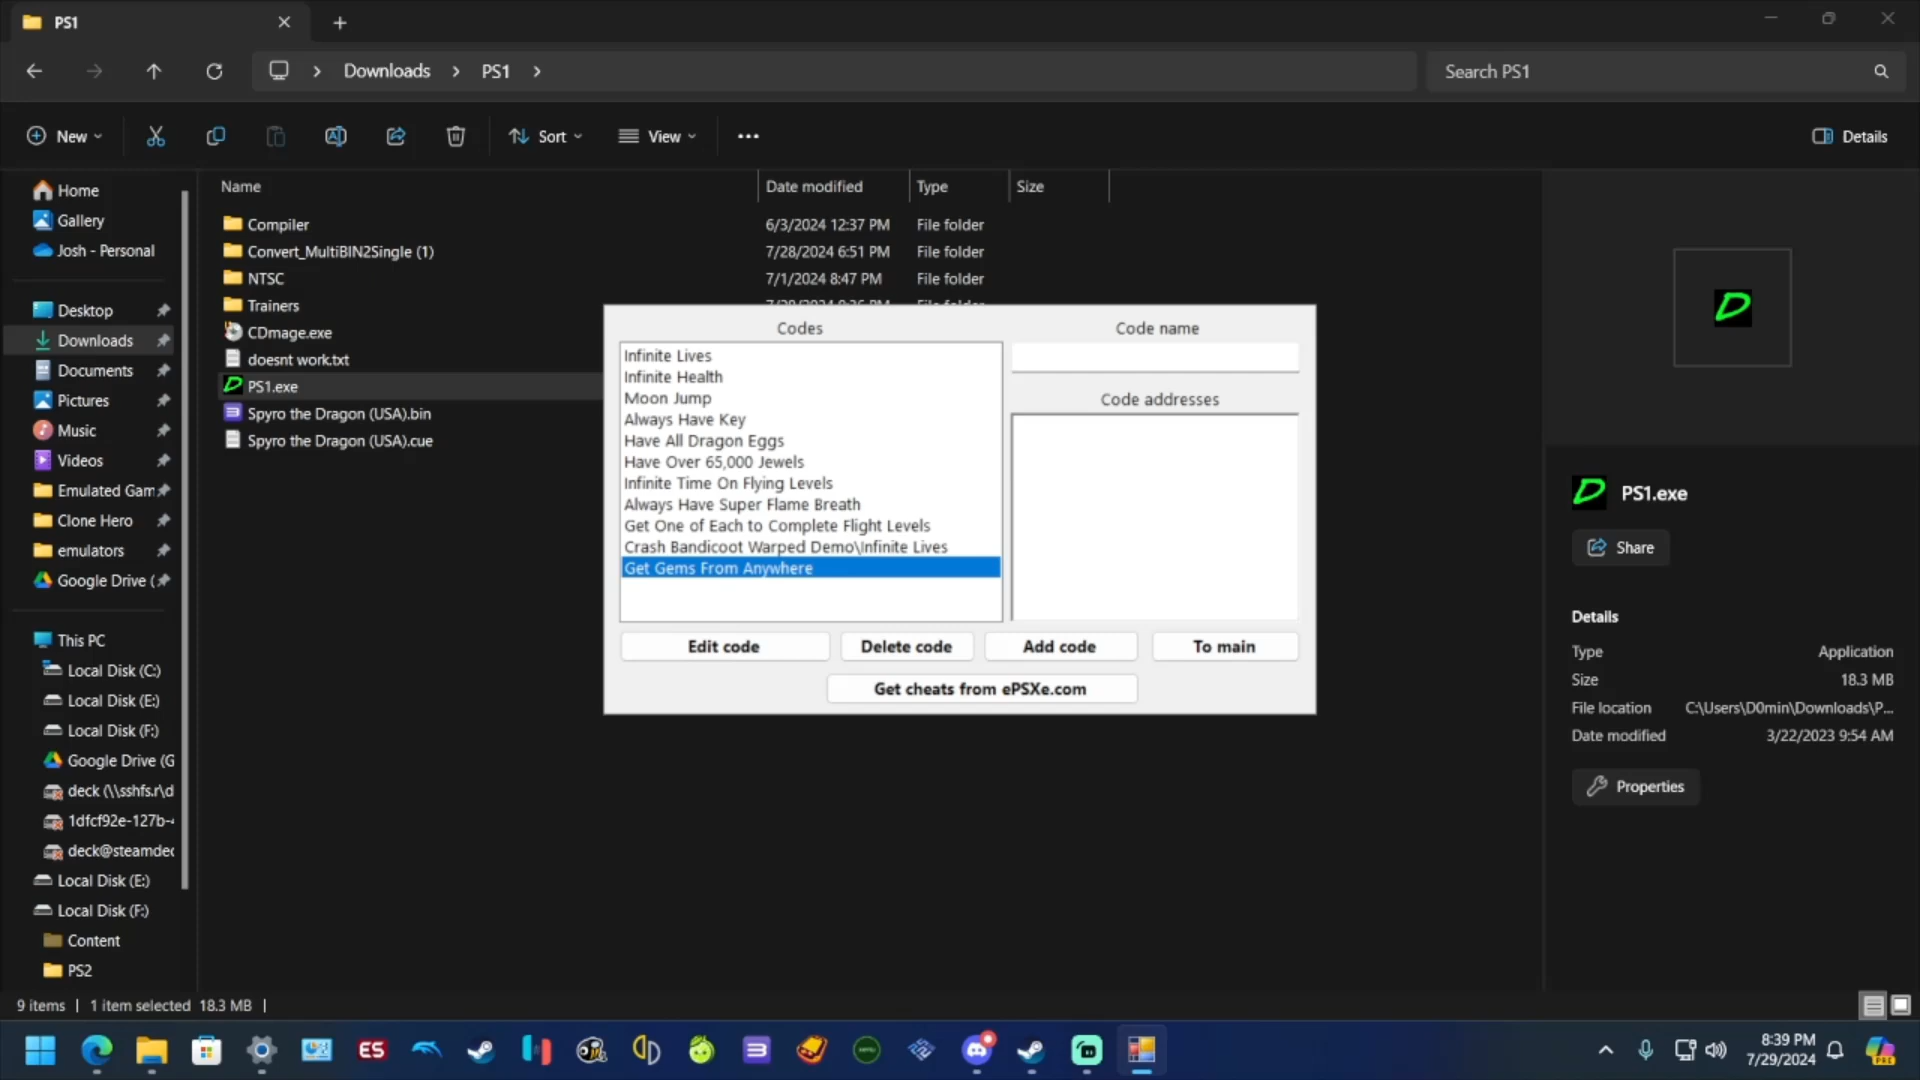 PS1
Downloads
PS1
Search PS1
New
Sort
View
Details
Name
Date modified
Type
Size
Home
Gallery
Josh - Personal
Desktop
Downloads
Documents
Pictures
Music
Videos
Emulated Gam
Clone Hero
emulators
Google Drive (
This PC
Local Disk (C:)
Local Disk (E:)
Local Disk (F:)
Google Drive (G
deck (\\sshfs.r\d
1dfcf92e-127b-
deck@steamdec
Local Disk (E:)
Local Disk (F:)
Content
PS2
Compiler 6/3/2024 12:37 PM File folder
Convert_MultiBIN2Single (1) 7/28/2024 6:51 PM File folder
NTSC 7/1/2024 8:47 PM File folder
Trainers
CDmage.exe
doesnt work.txt
PS1.exe
Spyro the Dragon (USA).bin
Spyro the Dragon (USA).cue
Codes
Infinite Lives
Infinite Health
Moon Jump
Always Have Key
Have All Dragon Eggs
Have Over 65,000 Jewels
Infinite Time On Flying Levels
Always Have Super Flame Breath
Get One of Each to Complete Flight Levels
Crash Bandicoot Warped Demo\Infinite Lives
Get Gems From Anywhere
Code name
Code addresses
Edit code
Delete code
Add code
To main
Get cheats from ePSXe.com
PS1.exe
Share
Details
Type Application
Size 18.3 MB
File location C:\Users\D0min\Downloads\P...
Date modified 3/22/2023 9:54 AM
Properties
9 items
1 item selected 18.3 MB
ES
8:39 PM
7/29/2024